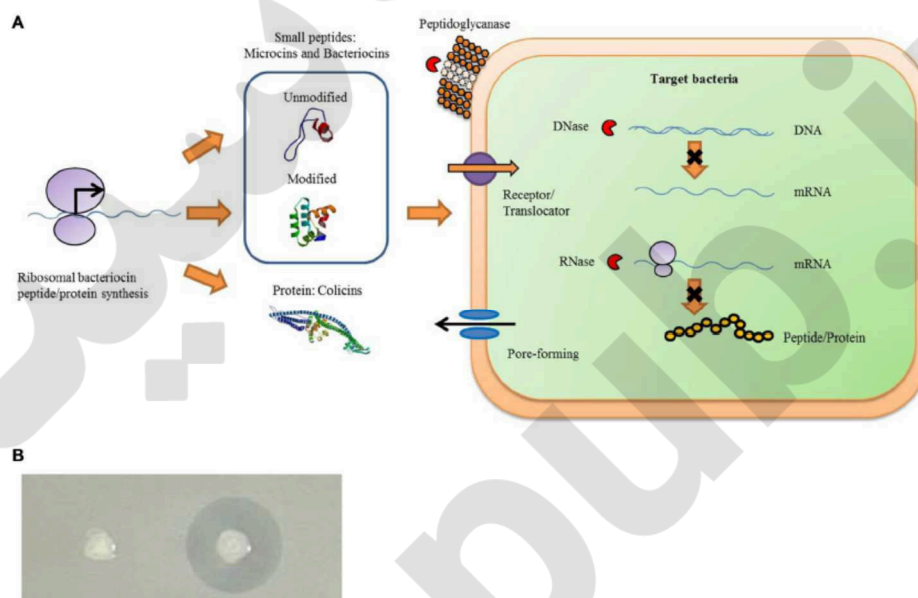 A
Small peptides:
Microcins and Bacteriocins
Unmodified
Modified
Ribosomal bacteriocin
peptide/protein synthesis
Protein: Colicins
Peptidoglycanase
Target bacteria
DNase
DNA
Receptor/
Translocator
mRNA
RNase
mRNA
Pore-forming
Peptide/Protein
B